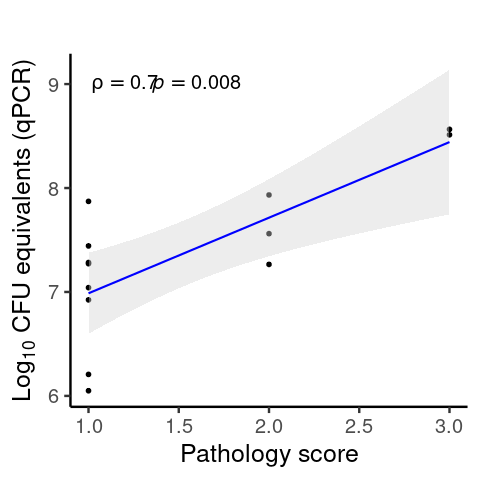 ρ = 0.7p = 0.008
Log10 CFU equivalents (qPCR)
9
8
7
6
1.0 1.5 2.0 2.5 3.0
Pathology score